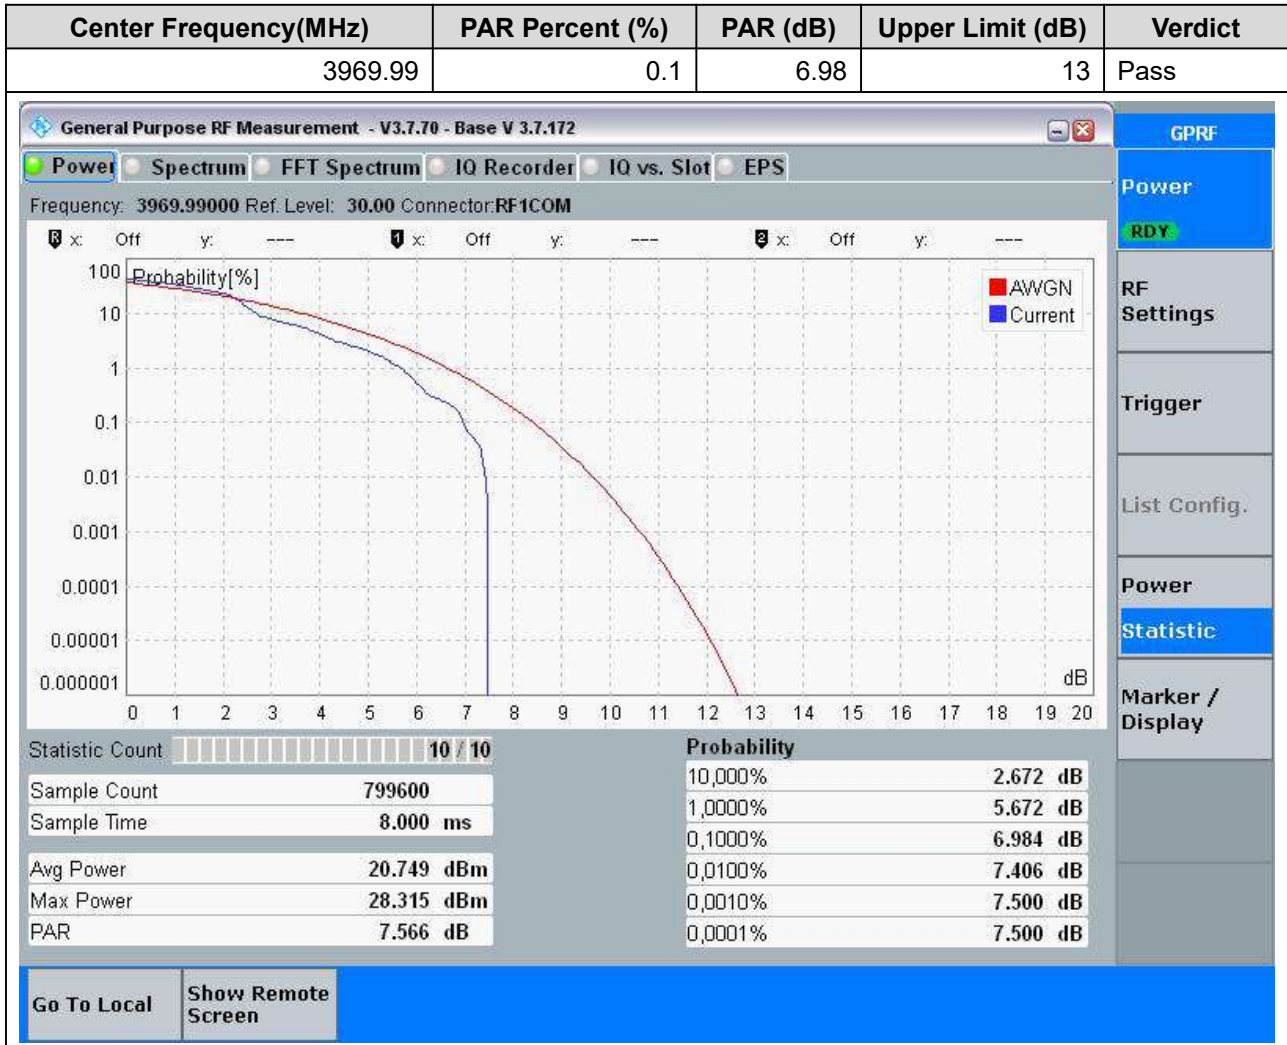 Center Frequency(MHz) PAR Percent (%) PAR (dB) Upper Limit (dB) Verdict
3969.99 0.1 6.98 13 Pass
General Purpose RF Measurement - V3.7.70 - Base V 3.7.172
GPRF
Power Spectrum FFT Spectrum IQ Recorder IQ vs. Slot EPS
Frequency: 3969.99000 Ref. Level: 30.00 Connector:RF1COM
R x: Off y: --- 1 x: Off y: --- 2 x: Off y: ---
Probability[%]
AWGN
Current
100
10
1
0.1
0.01
0.001
0.0001
0.00001
0.000001
dB
0 1 2 3 4 5 6 7 8 9 10 11 12 13 14 15 16 17 18 19 20
Power
RDY
RF
Settings
Trigger
List Config.
Power
Statistic
Marker /
Display
Statistic Count 10 / 10
Sample Count 799600
Sample Time 8.000 ms
Avg Power 20.749 dBm
Max Power 28.315 dBm
PAR 7.566 dB
Probability
10,000% 2.672 dB
1,0000% 5.672 dB
0,1000% 6.984 dB
0,0100% 7.406 dB
0,0010% 7.500 dB
0,0001% 7.500 dB
Go To Local
Show Remote
Screen